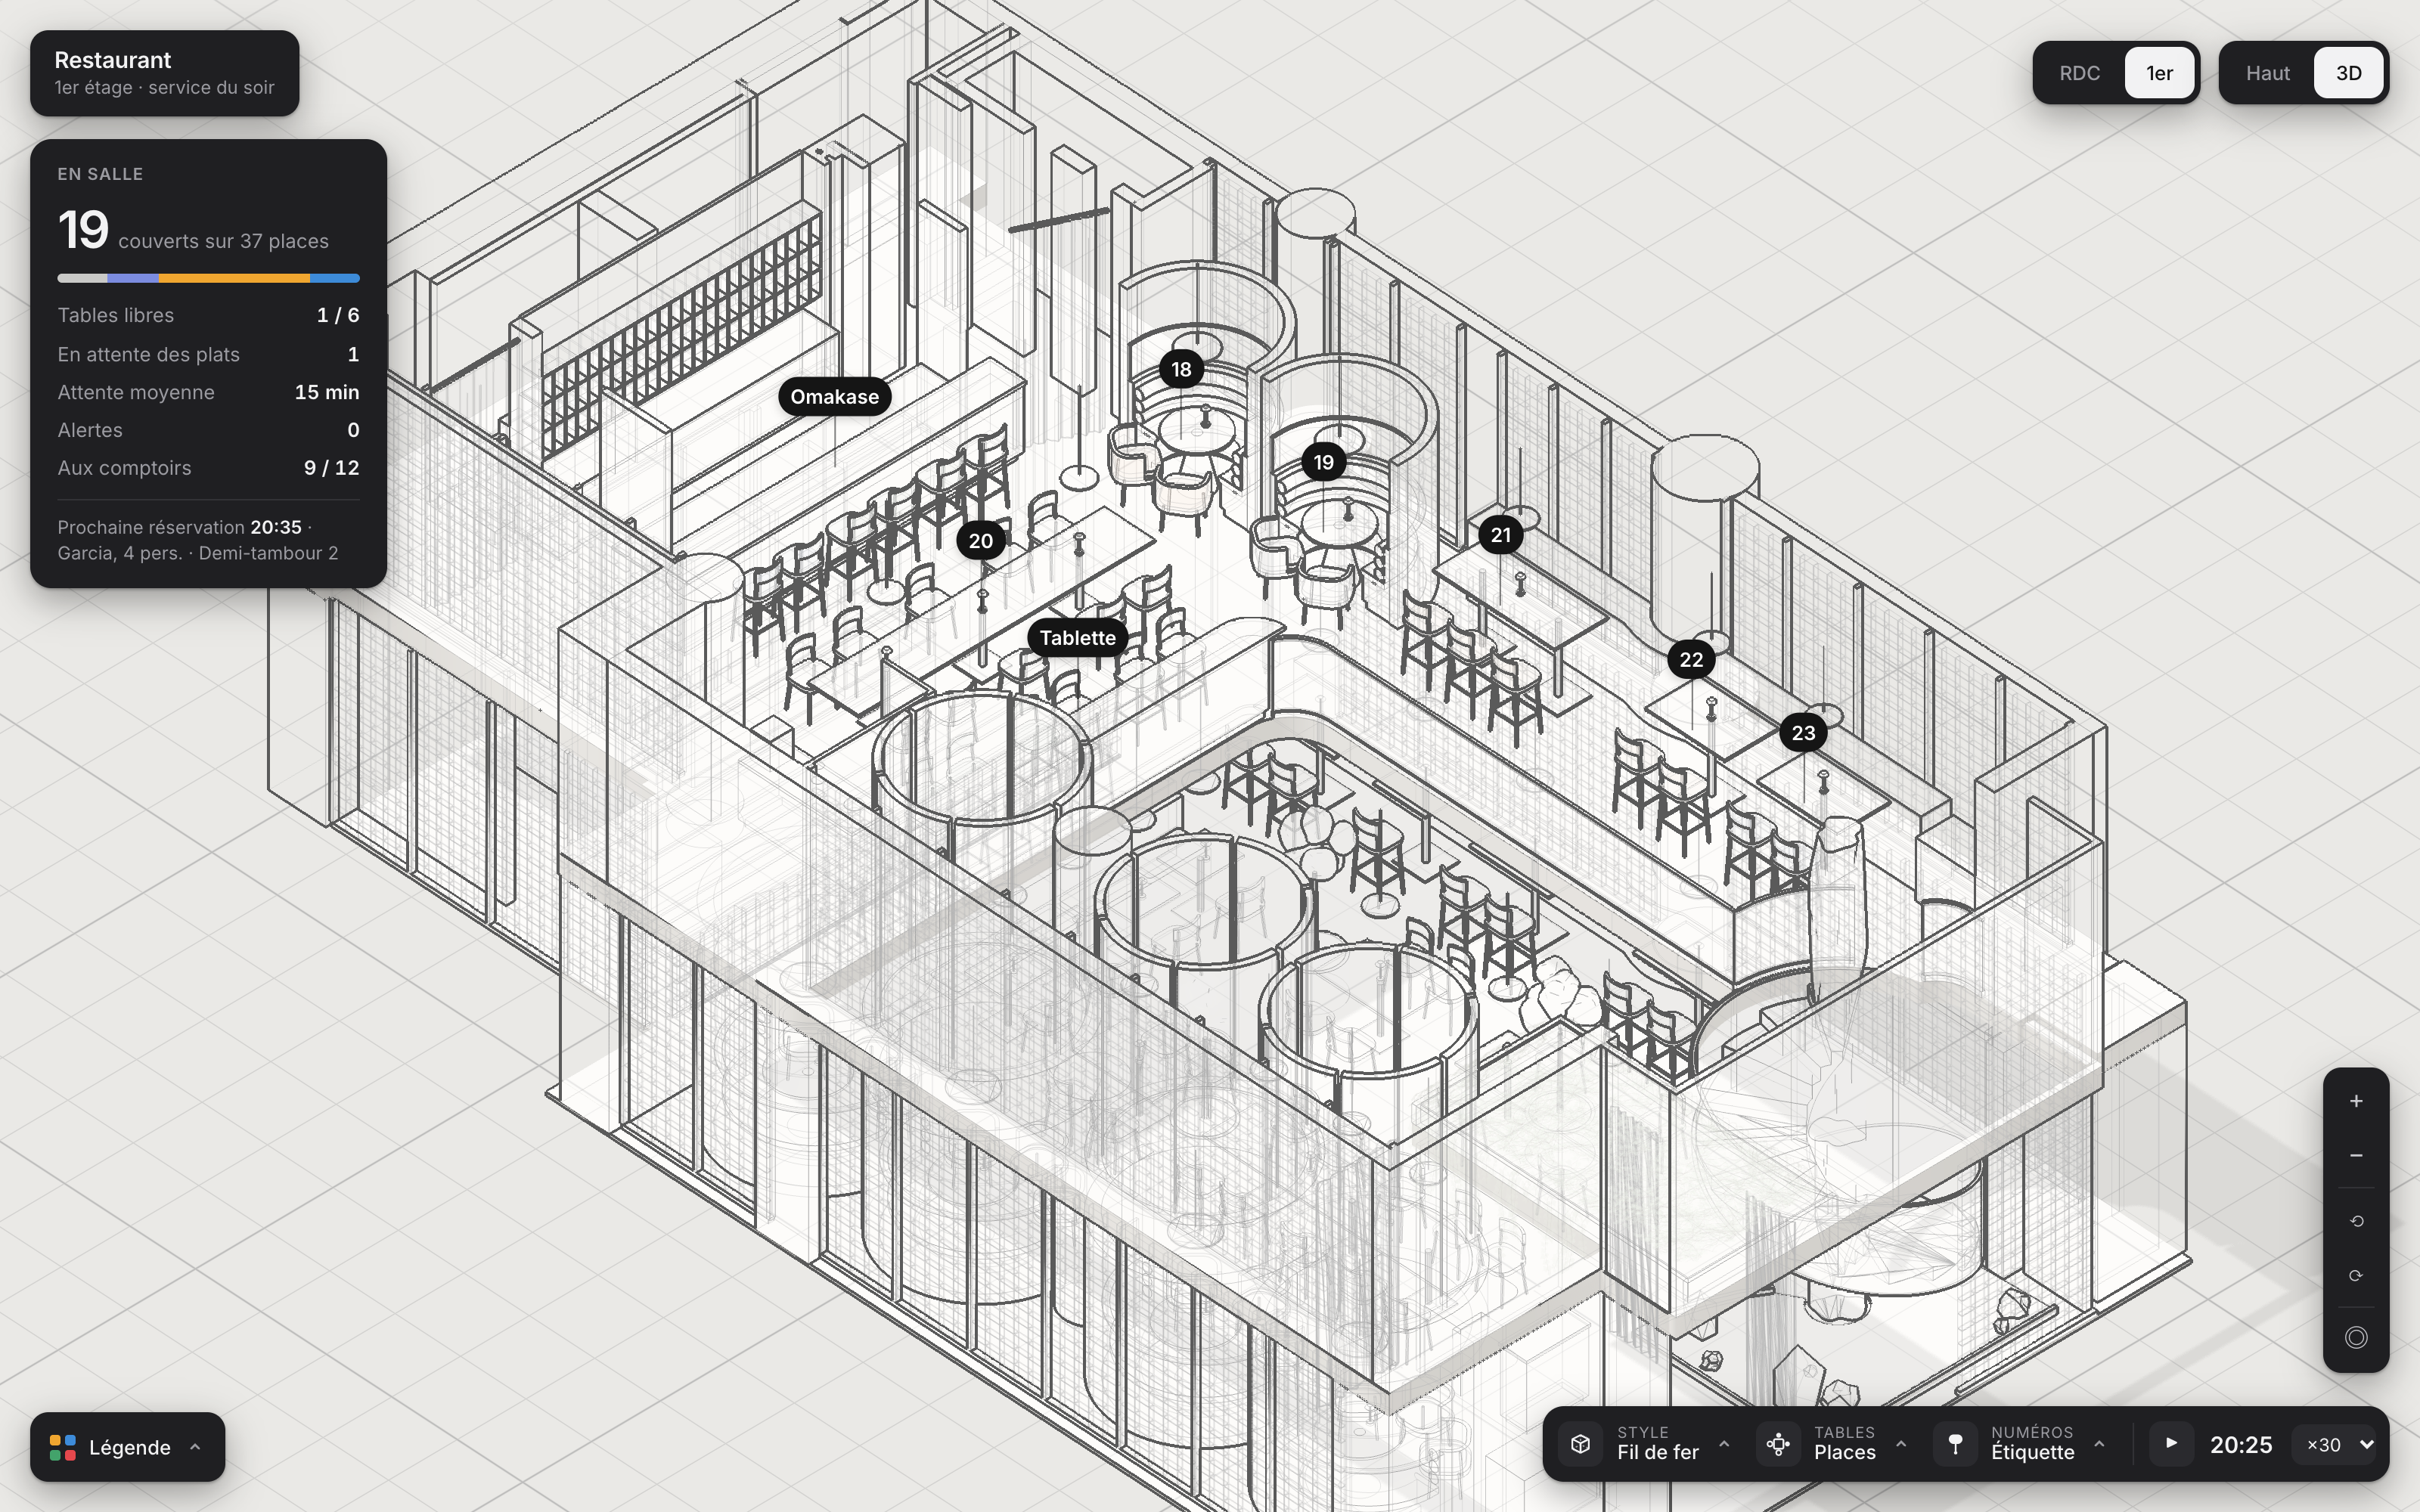 Restaurant
1er étage · service du soir
RDC
1er
Haut
3D
EN SALLE
19 couverts sur 37 places
Tables libres 1 / 6
En attente des plats 1
Attente moyenne 15 min
Alertes 0
Aux comptoirs 9 / 12
Prochaine réservation 20:35 ·
Garcia, 4 pers. · Demi-tambour 2
18
Omakase
19
21
20
Tablette
22
23
Légende
STYLE
Fil de fer
TABLES
Places
NUMÉROS
Étiquette
20:25
×30